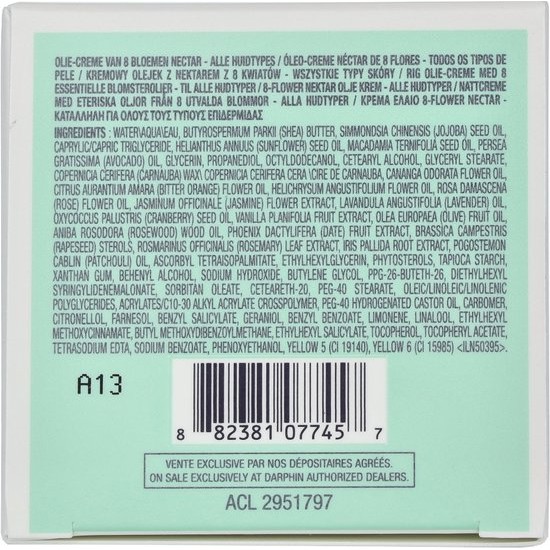 OLIE-CREME VAN 8 BLOEMEN NECTAR - ALLE HUIDTYPES / ÓLEO-CREME NÉCTAR DE 8 FLORES - TODOS OS TIPOS DE
PELE / KREMOWY OLEJEK Z NEKTAREM Z 8 KWIATÓW - WSZYSTKIE TYPY SKÓRY / RIG OLIE-CREME MED 8
ESSENTIELLE BLOMSTEROLIER - TIL ALLE HUDTYPER / 8-FLOWER NEKTAR OLJE KREM - ALLE HUDTYPER / NATTCREME
MED ETERISKA OLJOR FRÅN 8 UTVALDA BLOMMOR - ALLA HUDTYPER / ΚΡΕΜΑ ΕΛΑΙΟ 8-FLOWER NECTAR -
ΚΑΤΑΛΛΗΛΗ ΓΙΑ ΟΛΟΥΣ ΤΟΥΣ ΤΥΠΟΥΣ ΕΠΙΔΕΡΜΙΔΑΣ
INGREDIENTS : WATER\AQUA\EAU, BUTYROSPERMUM PARKII (SHEA) BUTTER, SIMMONDSIA CHINENSIS (JOJOBA) SEED OIL,
CAPRYLIC/CAPRIC TRIGLYCERIDE, HELIANTHUS ANNUUS (SUNFLOWER) SEED OIL, MACADAMIA TERNIFOLIA SEED OIL, PERSEA
GRATISSIMA (AVOCADO) OIL, GLYCERIN, PROPANEDIOL, OCTYLDODECANOL, CETEARYL ALCOHOL, GLYCERYL STEARATE,
COPERNICIA CERIFERA (CARNAUBA) WAX\ COPERNICIA CERIFERA CERA \CIRE DE CARNAUBA, CANANGA ODORATA FLOWER OIL,
CITRUS AURANTIUM AMARA (BITTER ORANGE) FLOWER OIL, HELICHRYSUM ANGUSTIFOLIUM FLOWER OIL, ROSA DAMASCENA
(ROSE) FLOWER OIL, JASMINUM OFFICINALE (JASMINE) FLOWER EXTRACT, LAVANDULA ANGUSTIFOLIA (LAVENDER) OIL,
OXYCOCCUS PALUSTRIS (CRANBERRY) SEED OIL, VANILLA PLANIFOLIA FRUIT EXTRACT, OLEA EUROPAEA (OLIVE) FRUIT OIL,
ANIBA ROSODORA (ROSEWOOD) WOOD OIL, PHOENIX DACTYLIFERA (DATE) FRUIT EXTRACT, BRASSICA CAMPESTRIS
(RAPESEED) STEROLS, ROSMARINUS OFFICINALIS (ROSEMARY) LEAF EXTRACT, IRIS PALLIDA ROOT EXTRACT, POGOSTEMON
CABLIN (PATCHOULI) OIL, ASCORBYL TETRAISOPALMITATE, ETHYLHEXYLGLYCERIN, PHYTOSTEROLS, TAPIOCA STARCH,
XANTHAN GUM, BEHENYL ALCOHOL, SODIUM HYDROXIDE, BUTYLENE GLYCOL, PPG-26-BUTETH-26, DIETHYLHEXYL
SYRINGYLIDENEMALONATE, SORBITAN OLEATE, CETEARETH-20, PEG-44 STEARATE, OLEIC/LINOLEIC/LINOLENIC
POLYGLYCERIDES, ACRYLATES/C10-30 ALKYL ACRYLATE CROSSPOLYMER, PEG-40 HYDROGENATED CASTOR OIL, CARBOMER,
CITRONELLOL, FARNESOL, BENZYL SALICYLATE, GERANIOL, BENZYL BENZOATE, LIMONENE, LINALOOL, ETHYLHEXYL
METHOXYCINNAMATE, BUTYL METHOXYDIBENZOYLMETHANE, ETHYLHEXYL SALICYLATE, TOCOPHEROL, TOCOPHERYL ACETATE,
TETRASODIUM EDTA, SODIUM BENZOATE, PHENOXYETHANOL, YELLOW 5 (CI 19140), YELLOW 6 (CI 15985) <ILN50395>.
A13
8 82381 07745 7
VENTE EXCLUSIVE PAR NOS DÉPOSITAIRES AGRÉÉS.
ON SALE EXCLUSIVELY AT DARPHIN AUTHORIZED DEALERS.
ACL 2951797